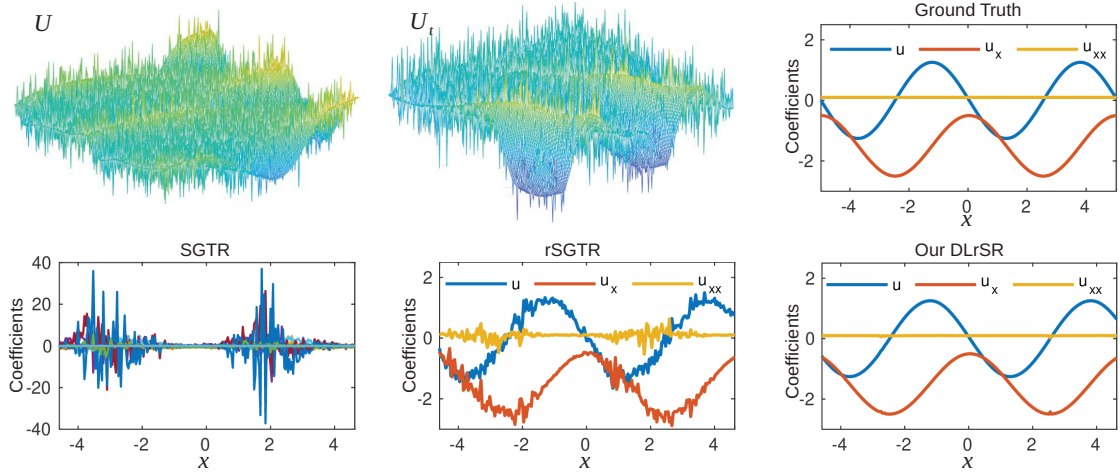 U
U_t
Ground Truth
u u_x u_xx
Coefficients
2
0
-2
-4 -2 0 2 4
x
SGTR
Coefficients
40
20
0
-20
-40
-4 -2 0 2 4
x
rSGTR
u u_x u_xx
Coefficients
2
0
-2
-4 -2 0 2 4
x
Our DLrSR
u u_x u_xx
Coefficients
2
0
-2
-4 -2 0 2 4
x